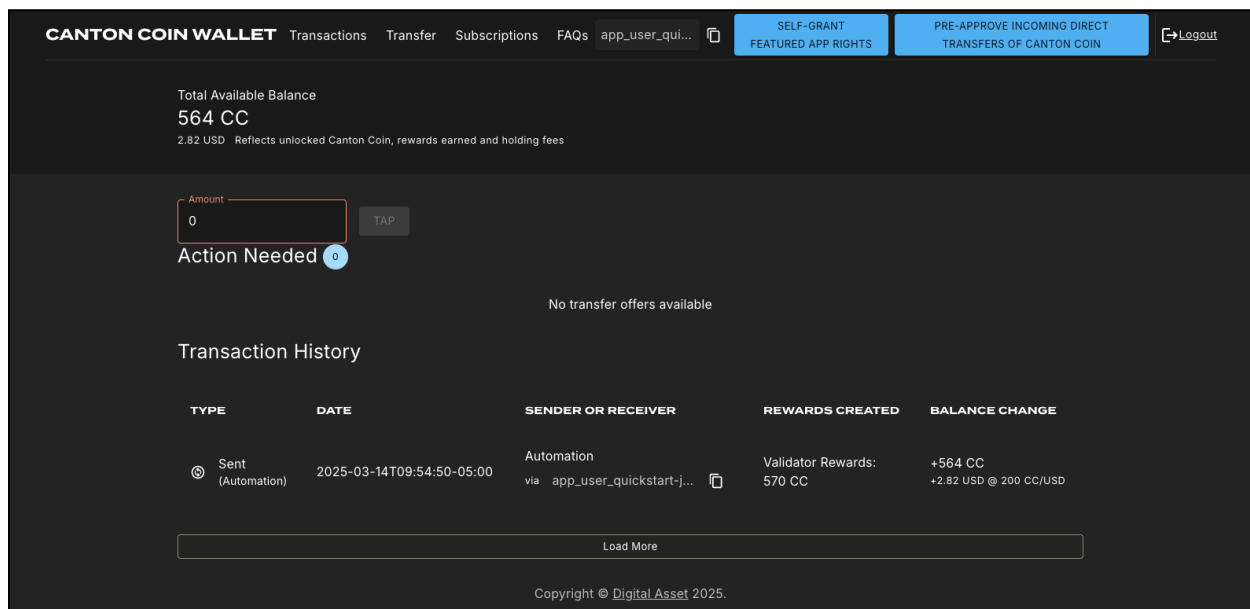 CANTON COIN WALLET Transactions Transfer Subscriptions FAQs app_user_qui... SELF-GRANT FEATURED APP RIGHTS PRE-APPROVE INCOMING DIRECT TRANSFERS OF CANTON COIN Logout
Total Available Balance
564 CC
2.82 USD Reflects unlocked Canton Coin, rewards earned and holding fees
Amount
0 TAP
Action Needed 0
No transfer offers available
Transaction History
TYPE DATE SENDER OR RECEIVER REWARDS CREATED BALANCE CHANGE
Sent (Automation) 2025-03-14T09:54:50-05:00 Automation via app_user_quickstart-j... Validator Rewards: 570 CC +564 CC +2.82 USD @ 200 CC/USD
Load More
Copyright © Digital Asset 2025.